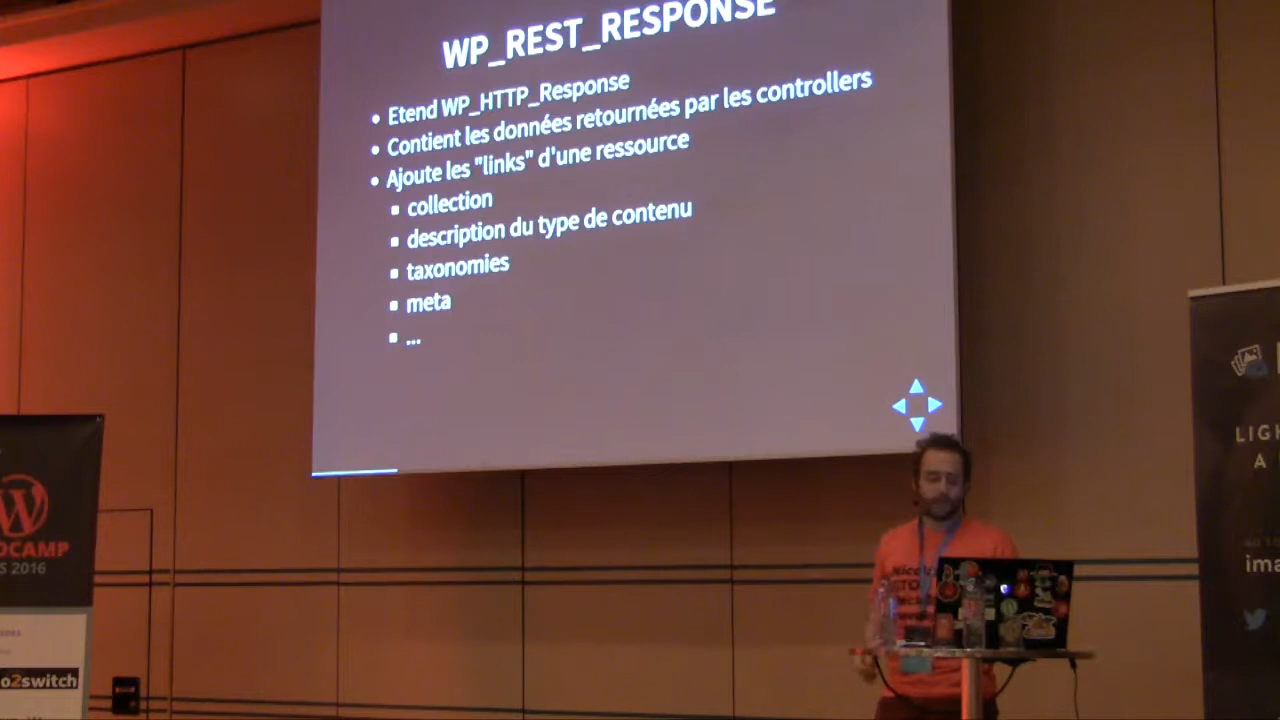 WP_REST_RESPONSE
• Etend WP_HTTP_Response
• Contient les données retournées par les controllers
• Ajoute les "links" d'une ressource
▪ collection
▪ description du type de contenu
▪ taxonomies
▪ meta
▪ ...
DCAMP
S 2016
o2switch
LIGH
A
ima